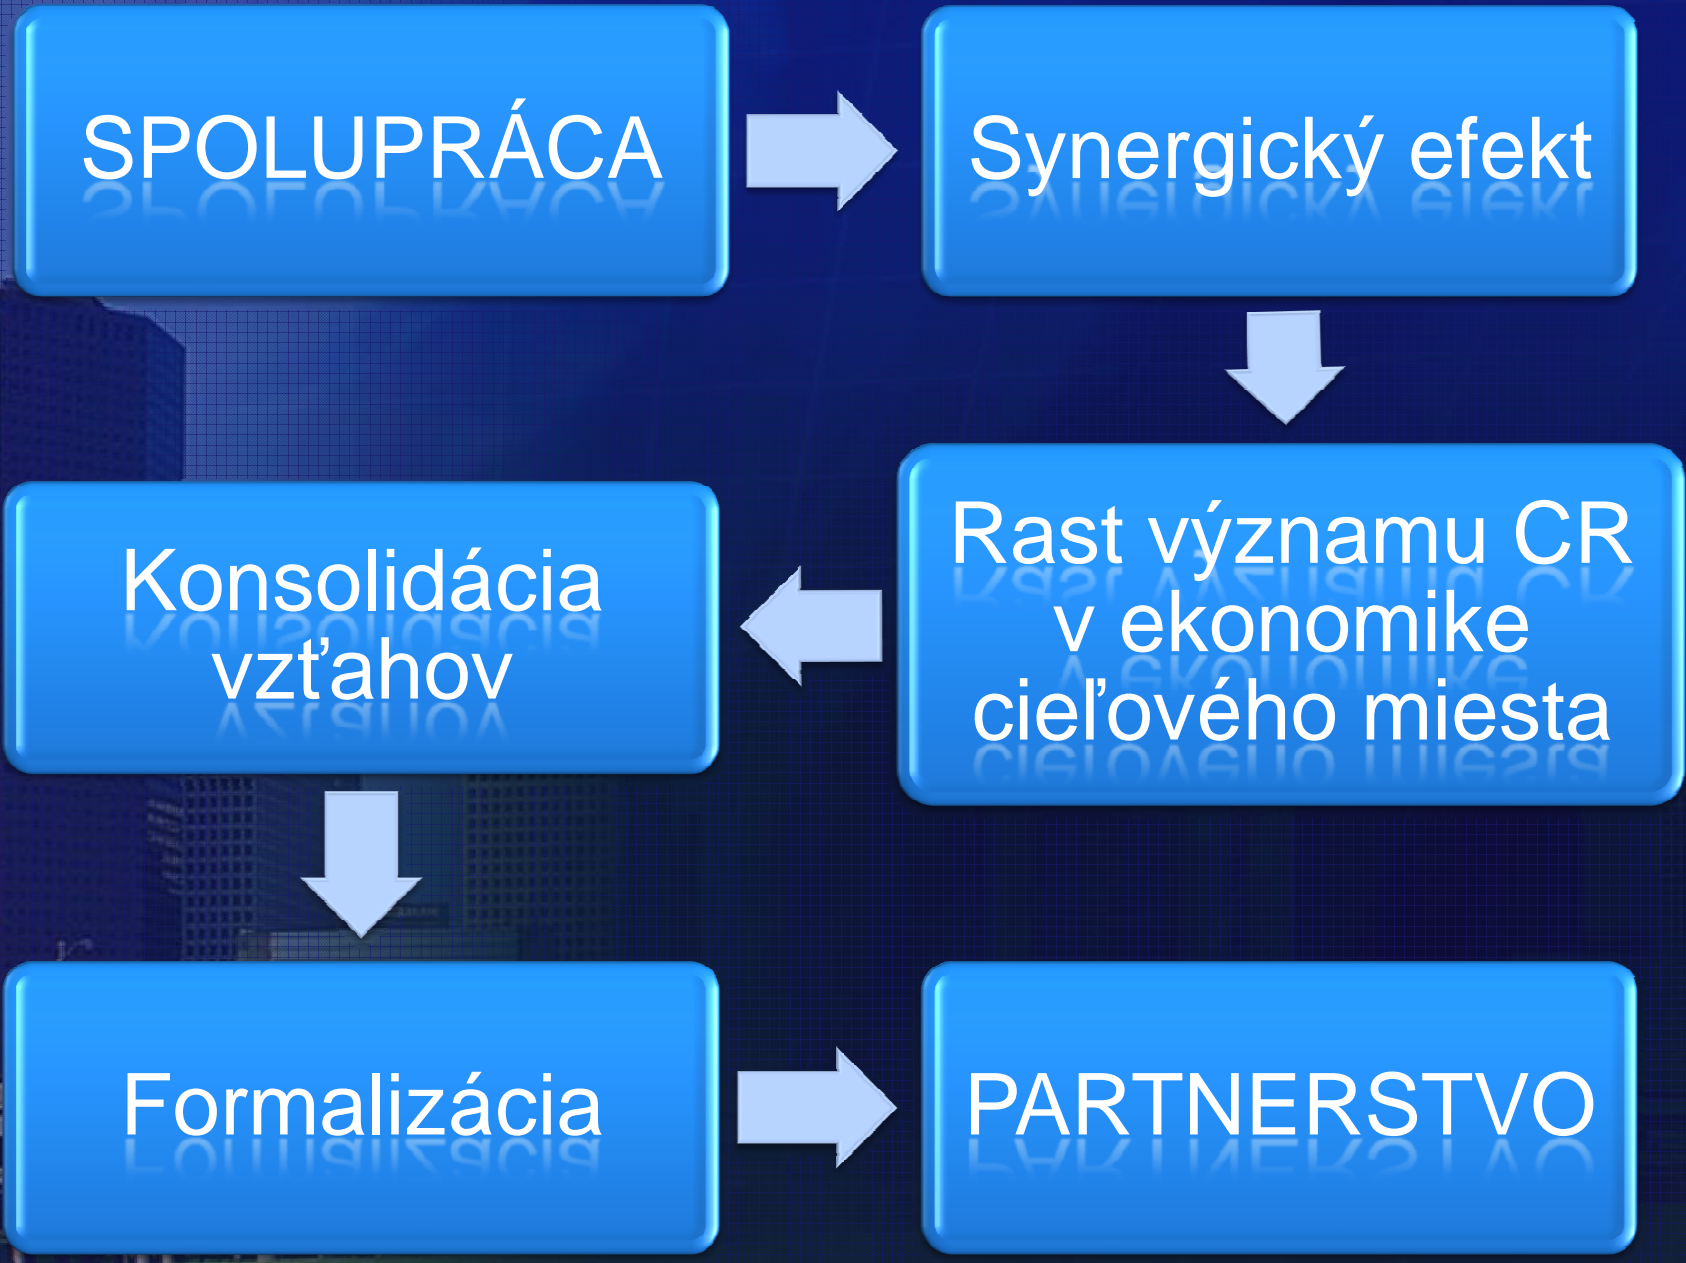 SPOLUPRÁCA
Synergický efekt
Rast významu CR
v ekonomike
cieľového miesta
Konsolidácia
vzťahov
Formalizácia
PARTNERSTVO